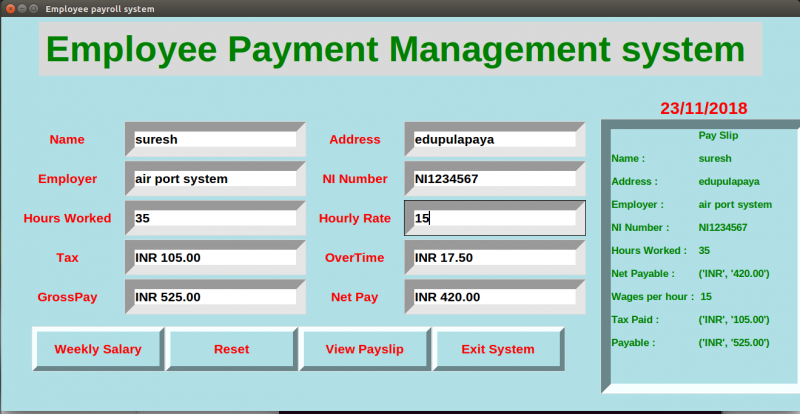 Employee payroll system
Employee Payment Management system
23/11/2018
Name suresh Address edupulapaya
Employer air port system NI Number NI1234567
Hours Worked 35 Hourly Rate 15
Tax INR 105.00 OverTime INR 17.50
GrossPay INR 525.00 Net Pay INR 420.00
Weekly Salary Reset View Payslip Exit System
Pay Slip
Name : suresh
Address : edupulapaya
Employer : air port system
NI Number : NI1234567
Hours Worked : 35
Net Payable : ('INR', '420.00')
Wages per hour : 15
Tax Paid : ('INR', '105.00')
Payable : ('INR', '525.00')